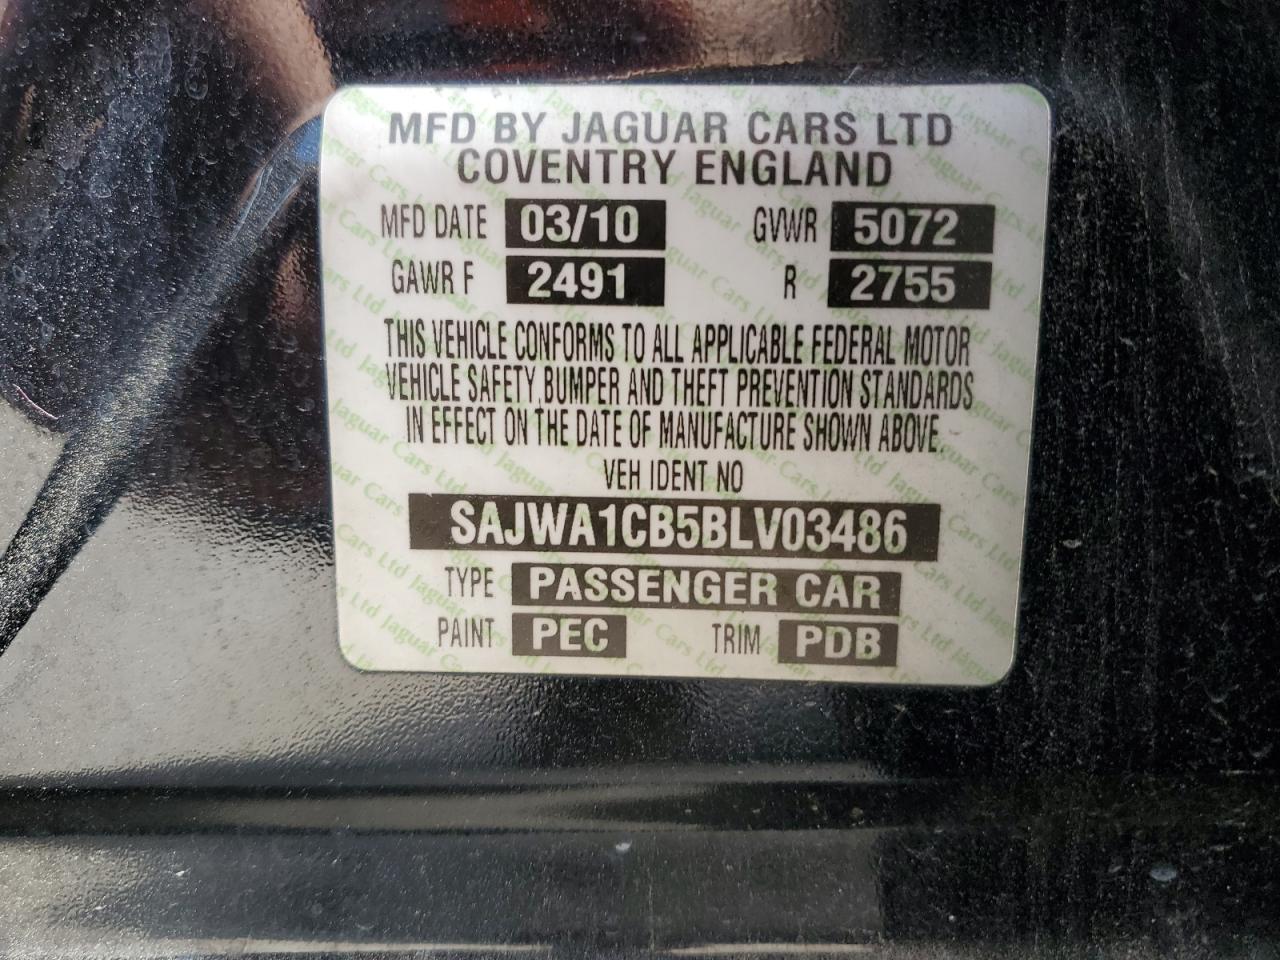 MFD BY JAGUAR CARS LTD
COVENTRY ENGLAND
MFD DATE 03/10 GVWR 5072
GAWR F 2491 R 2755
THIS VEHICLE CONFORMS TO ALL APPLICABLE FEDERAL MOTOR
VEHICLE SAFETY, BUMPER AND THEFT PREVENTION STANDARDS
IN EFFECT ON THE DATE OF MANUFACTURE SHOWN ABOVE.
VEH IDENT NO
SAJWA1CB5BLV03486
TYPE PASSENGER CAR
PAINT PEC TRIM PDB